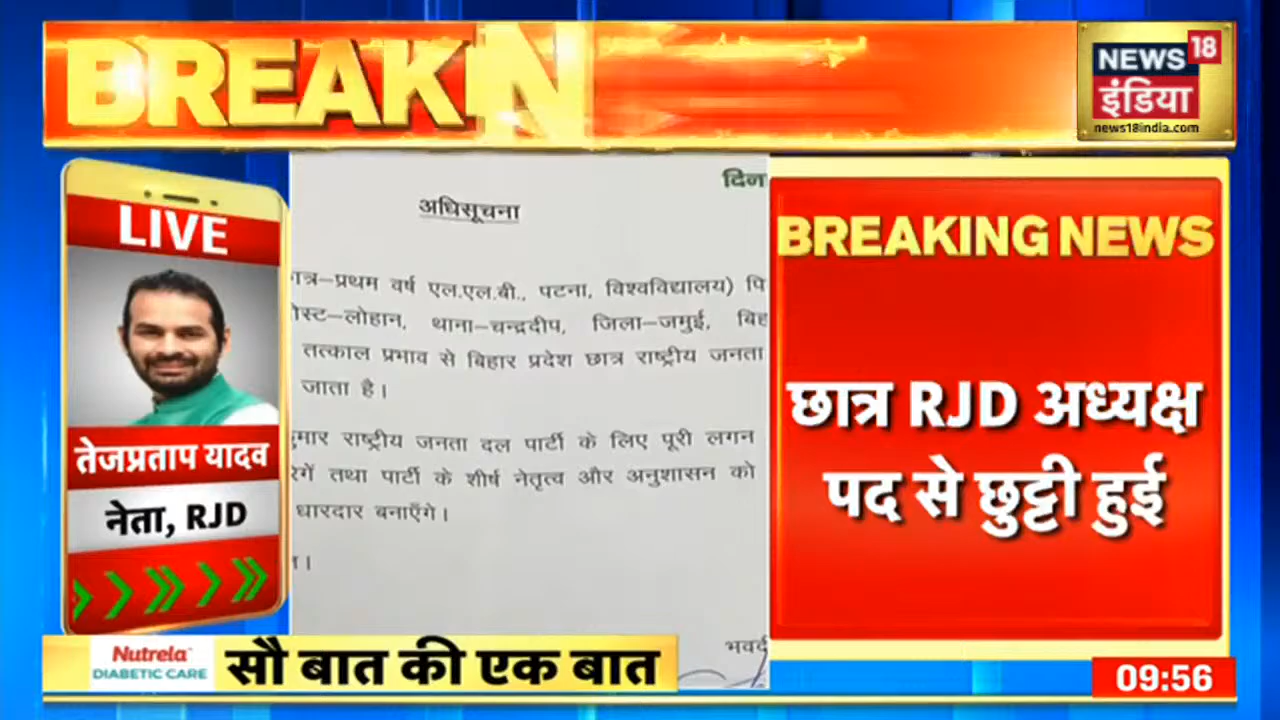 BREAKIN
NEWS 18
इंडिया
news18india.com
LIVE
तेजप्रताप यादव
नेता, RJD
अधिसूचना
प्रथम वर्ष एल.एल.बी., पटना, विश्वविद्यालय)
लोहान, थाना–चन्द्रदीप, जिला–जमुई,
तत्काल प्रभाव से बिहार प्रदेश छात्र राष्ट्रीय जनता
जाता है।
राष्ट्रीय जनता दल पार्टी के लिए पूरी लगन
तथा पार्टी के शीर्ष नेतृत्व और अनुशासन को
धारदार बनाएँगे।
BREAKING NEWS
छात्र RJD अध्यक्ष
पद से छुट्टी हुई
Nutrela
DIABETIC CARE
सौ बात की एक बात
09:56